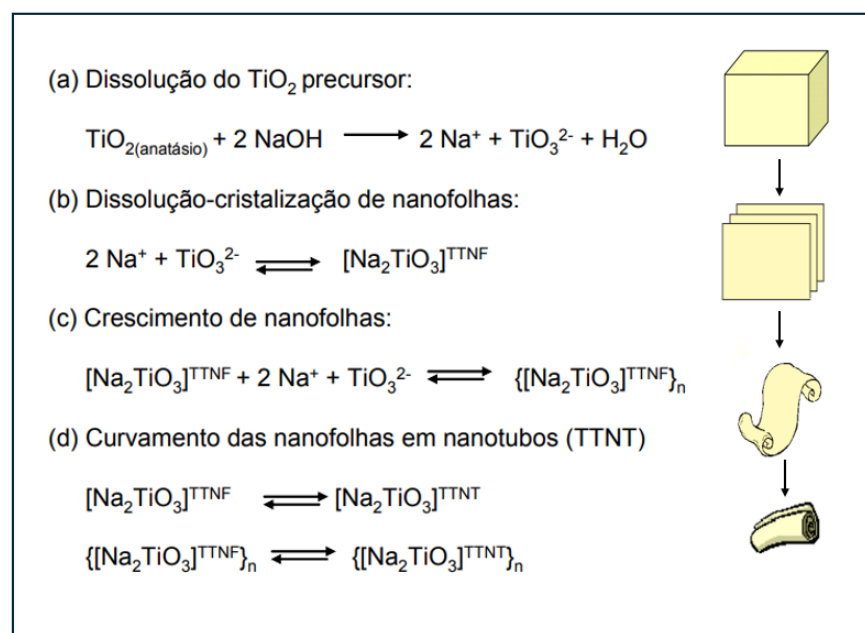 (a) Dissolução do TiO₂ precursor:
TiO₂₍ₐₙₐₜáₛᵢₒ₎ + 2 NaOH ⟶ 2 Na⁺ + TiO₃²⁻ + H₂O
(b) Dissolução-cristalização de nanofolhas:
2 Na⁺ + TiO₃²⁻ ⇌ [Na₂TiO₃]ᵀᵀᴺꟳ
(c) Crescimento de nanofolhas:
[Na₂TiO₃]ᵀᵀᴺꟳ + 2 Na⁺ + TiO₃²⁻ ⇌ {[Na₂TiO₃]ᵀᵀᴺꟳ}ₙ
(d) Curvamento das nanofolhas em nanotubos (TTNT)
[Na₂TiO₃]ᵀᵀᴺꟳ ⇌ [Na₂TiO₃]ᵀᵀᴺᵀ
{[Na₂TiO₃]ᵀᵀᴺꟳ}ₙ ⇌ {[Na₂TiO₃]ᵀᵀᴺᵀ}ₙ